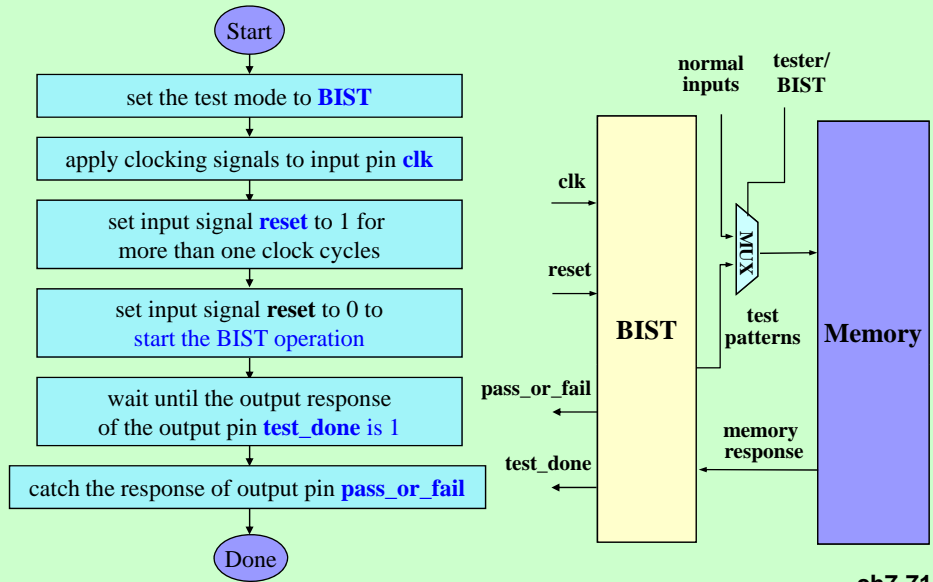 Start
set the test mode to BIST
apply clocking signals to input pin clk
set input signal reset to 1 for
more than one clock cycles
set input signal reset to 0 to
start the BIST operation
wait until the output response
of the output pin test_done is 1
catch the response of output pin pass_or_fail
Done
normal
inputs
tester/
BIST
clk
reset
pass_or_fail
test_done
BIST
MUX
test
patterns
memory
response
Memory
ch7-71